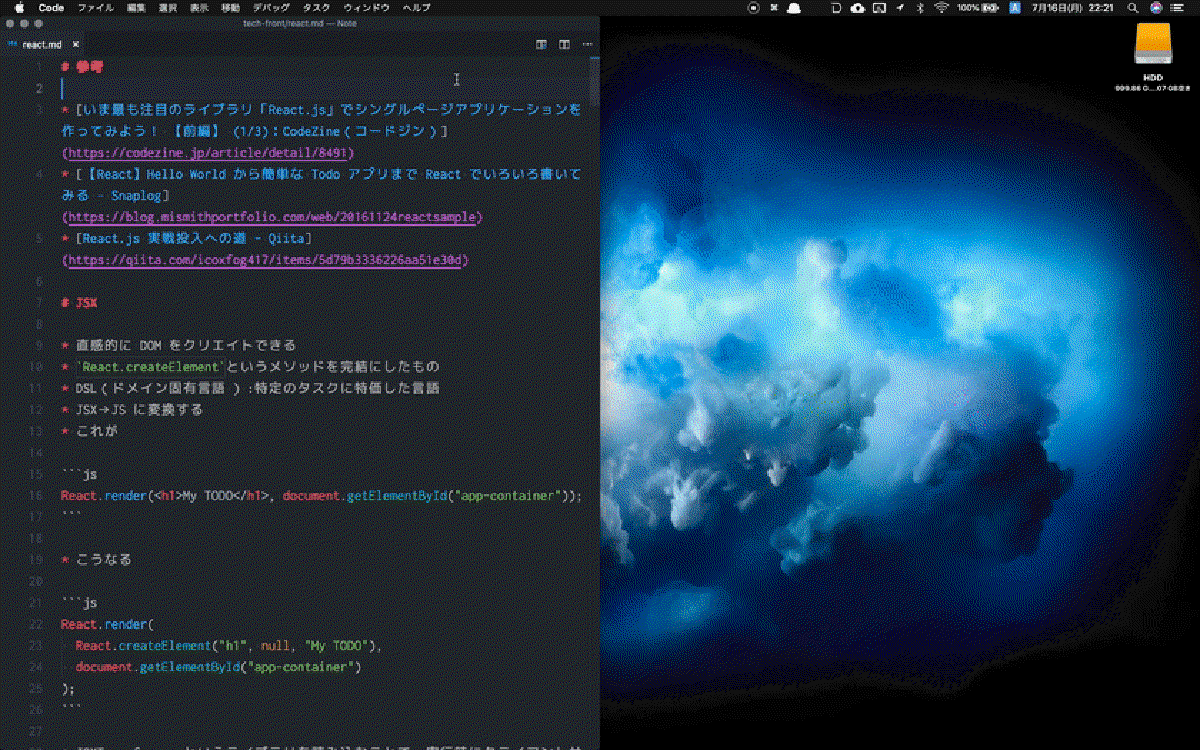 Code ファイル 編集 選択 表示 移動 デバッグ タスク ウィンドウ ヘルプ 100% A 7月16日(月) 22:21
tech-front/react.md — Note
react.md ×
1 # 参考
2
3 * [いま最も注目のライブラリ「React.js」でシングルページアプリケーションを
作ってみよう！ 【前編】 (1/3)：CodeZine（コードジン）]
(https://codezine.jp/article/detail/8491)
4 * [【React】Hello World から簡単な Todo アプリまで React でいろいろ書いて
みる - Snaplog]
(https://blog.mismithportfolio.com/web/20161124reactsample)
5 * [React.js 実戦投入への道 - Qiita]
(https://qiita.com/icoxfog417/items/5d79b3336226aa51e30d)
6
7 # JSX
8
9 * 直感的に DOM をクリエイトできる
10 * `React.createElement`というメソッドを完結にしたもの
11 * DSL（ドメイン固有言語 ）:特定のタスクに特価した言語
12 * JSX→JS に変換する
13 * これが
14
15 ```js
16 React.render(<h1>My TODO</h1>, document.getElementById("app-container"));
17 ```
18
19 * こうなる
20
21 ```js
22 React.render(
23 React.createElement("h1", null, "My TODO"),
24 document.getElementById("app-container")
25 );
26 ```
27
HDD